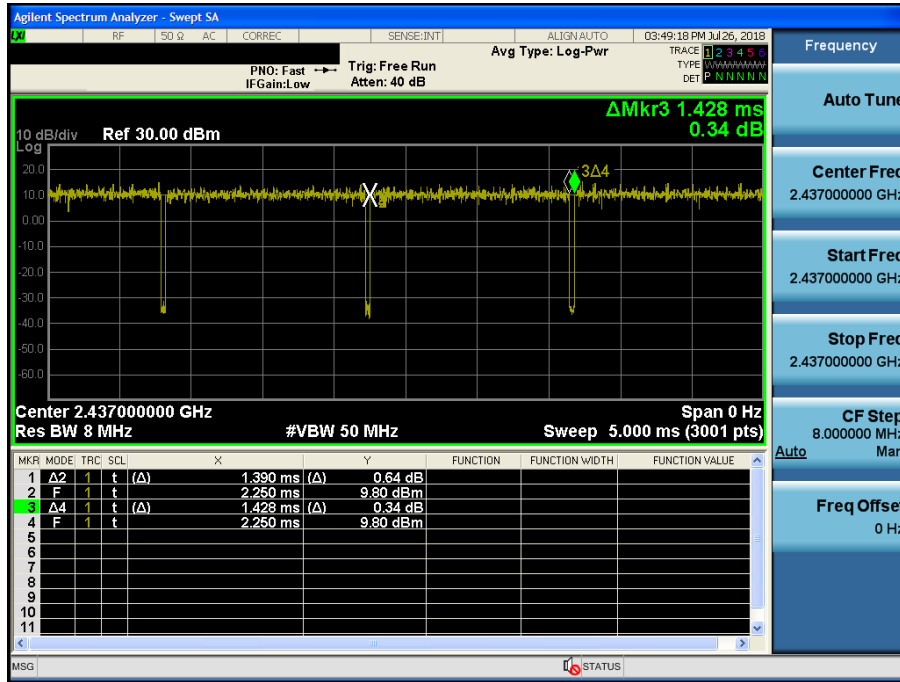 Agilent Spectrum Analyzer - Swept SA
LXI RF 50 Ω AC CORREC SENSE:INT ALIGN AUTO 03:49:18 PM Jul 26, 2018
Frequency
PNO: Fast Trig: Free Run Avg Type: Log-Pwr TRACE 1 2 3 4 5 6
TYPE
IFGain:Low Atten: 40 dB DET P N N N N N
Auto Tune
ΔMkr3 1.428 ms
0.34 dB
10 dB/div Ref 30.00 dBm
Log
20.0
3Δ4
10.0
0.00
-10.0
-20.0
-30.0
-40.0
-50.0
-60.0
Center 2.437000000 GHz Span 0 Hz
Res BW 8 MHz #VBW 50 MHz Sweep 5.000 ms (3001 pts)
Center Freq
2.437000000 GHz
Start Freq
2.437000000 GHz
Stop Freq
2.437000000 GHz
CF Step
8.000000 MHz
Auto Man
Freq Offset
0 Hz
MKR MODE TRC SCL X Y FUNCTION FUNCTION WIDTH FUNCTION VALUE
1 Δ2 1 t (Δ) 1.390 ms (Δ) 0.64 dB
2 F 1 t 2.250 ms 9.80 dBm
3 Δ4 1 t (Δ) 1.428 ms (Δ) 0.34 dB
4 F 1 t 2.250 ms 9.80 dBm
5
6
7
8
9
10
11
MSG STATUS